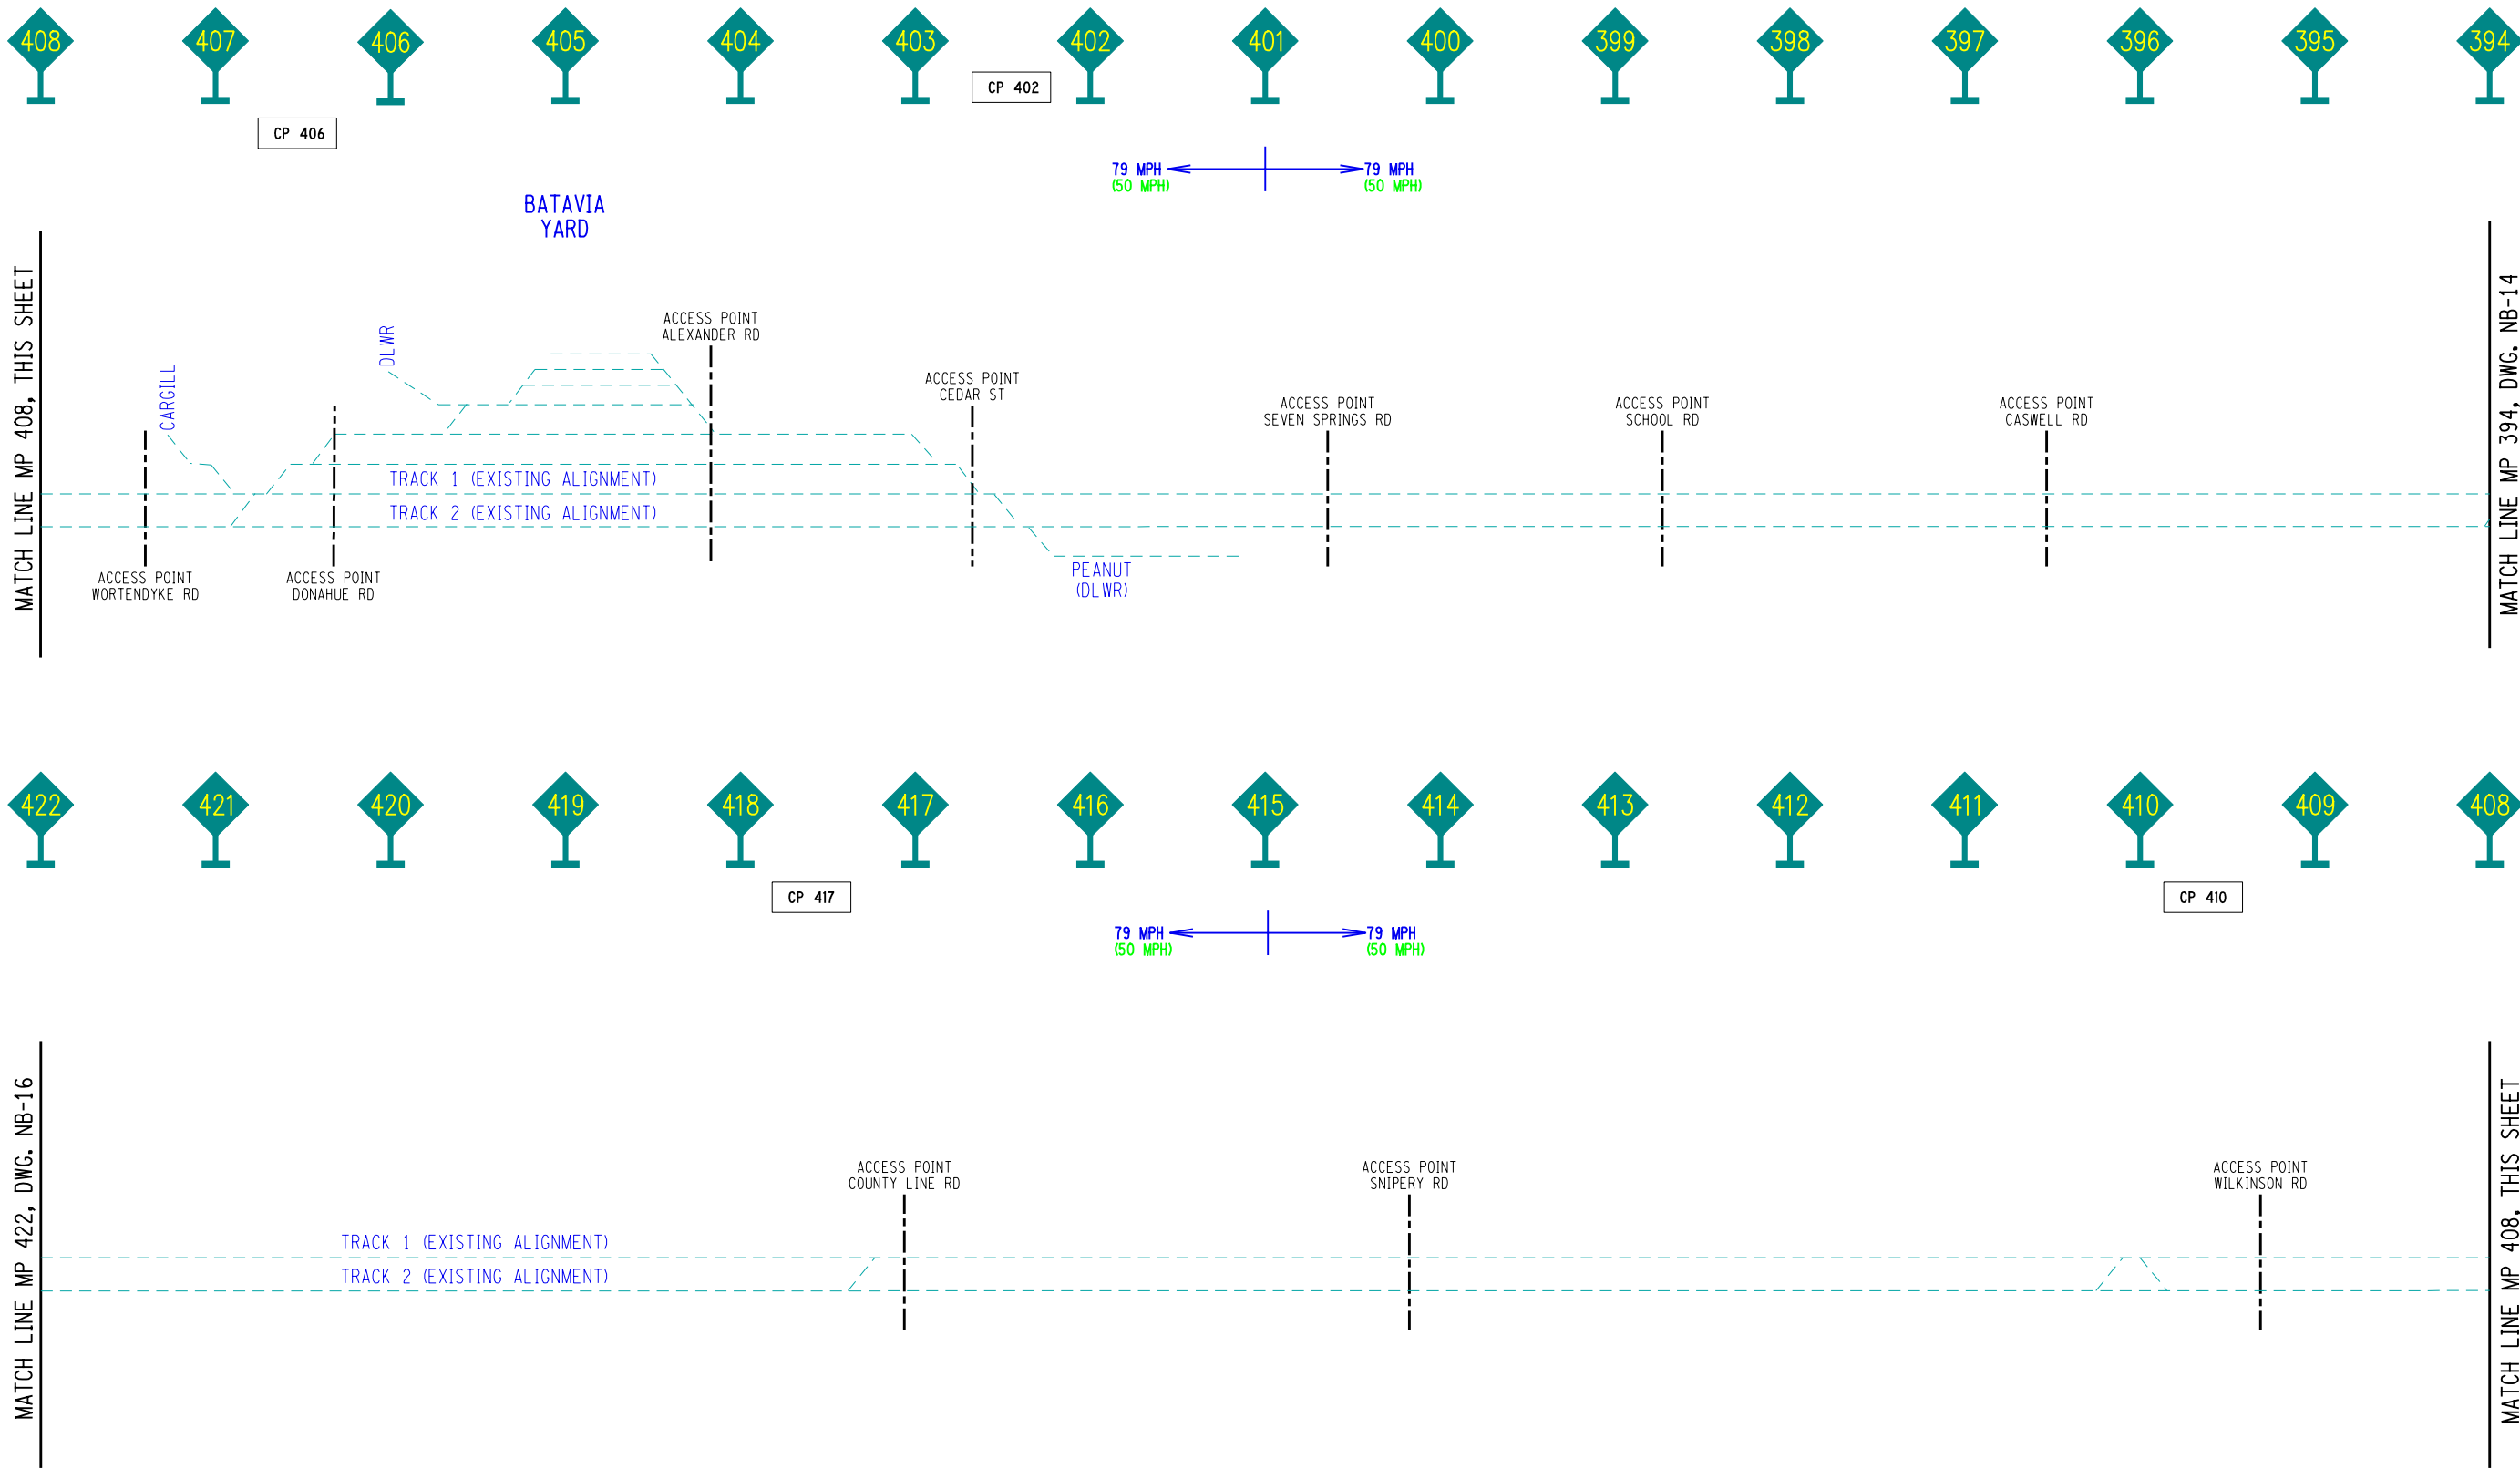 408 407 406 405 404 403 402 401 400 399 398 397 396 395 394
CP 402
CP 406
79 MPH 79 MPH
(50 MPH) (50 MPH)
BATAVIA
YARD
MATCH LINE MP 408, THIS SHEET
MATCH LINE MP 394, DWG. NB-14
ACCESS POINT
ALEXANDER RD
DLWR
CARGILL
ACCESS POINT
CEDAR ST
ACCESS POINT
SEVEN SPRINGS RD
ACCESS POINT
SCHOOL RD
ACCESS POINT
CASWELL RD
TRACK 1 (EXISTING ALIGNMENT)
TRACK 2 (EXISTING ALIGNMENT)
PEANUT
(DLWR)
ACCESS POINT
WORTENDYKE RD
ACCESS POINT
DONAHUE RD
422 421 420 419 418 417 416 415 414 413 412 411 410 409 408
CP 417
CP 410
79 MPH 79 MPH
(50 MPH) (50 MPH)
MATCH LINE MP 422, DWG. NB-16
MATCH LINE MP 408, THIS SHEET
ACCESS POINT
COUNTY LINE RD
ACCESS POINT
SNIPERY RD
ACCESS POINT
WILKINSON RD
TRACK 1 (EXISTING ALIGNMENT)
TRACK 2 (EXISTING ALIGNMENT)